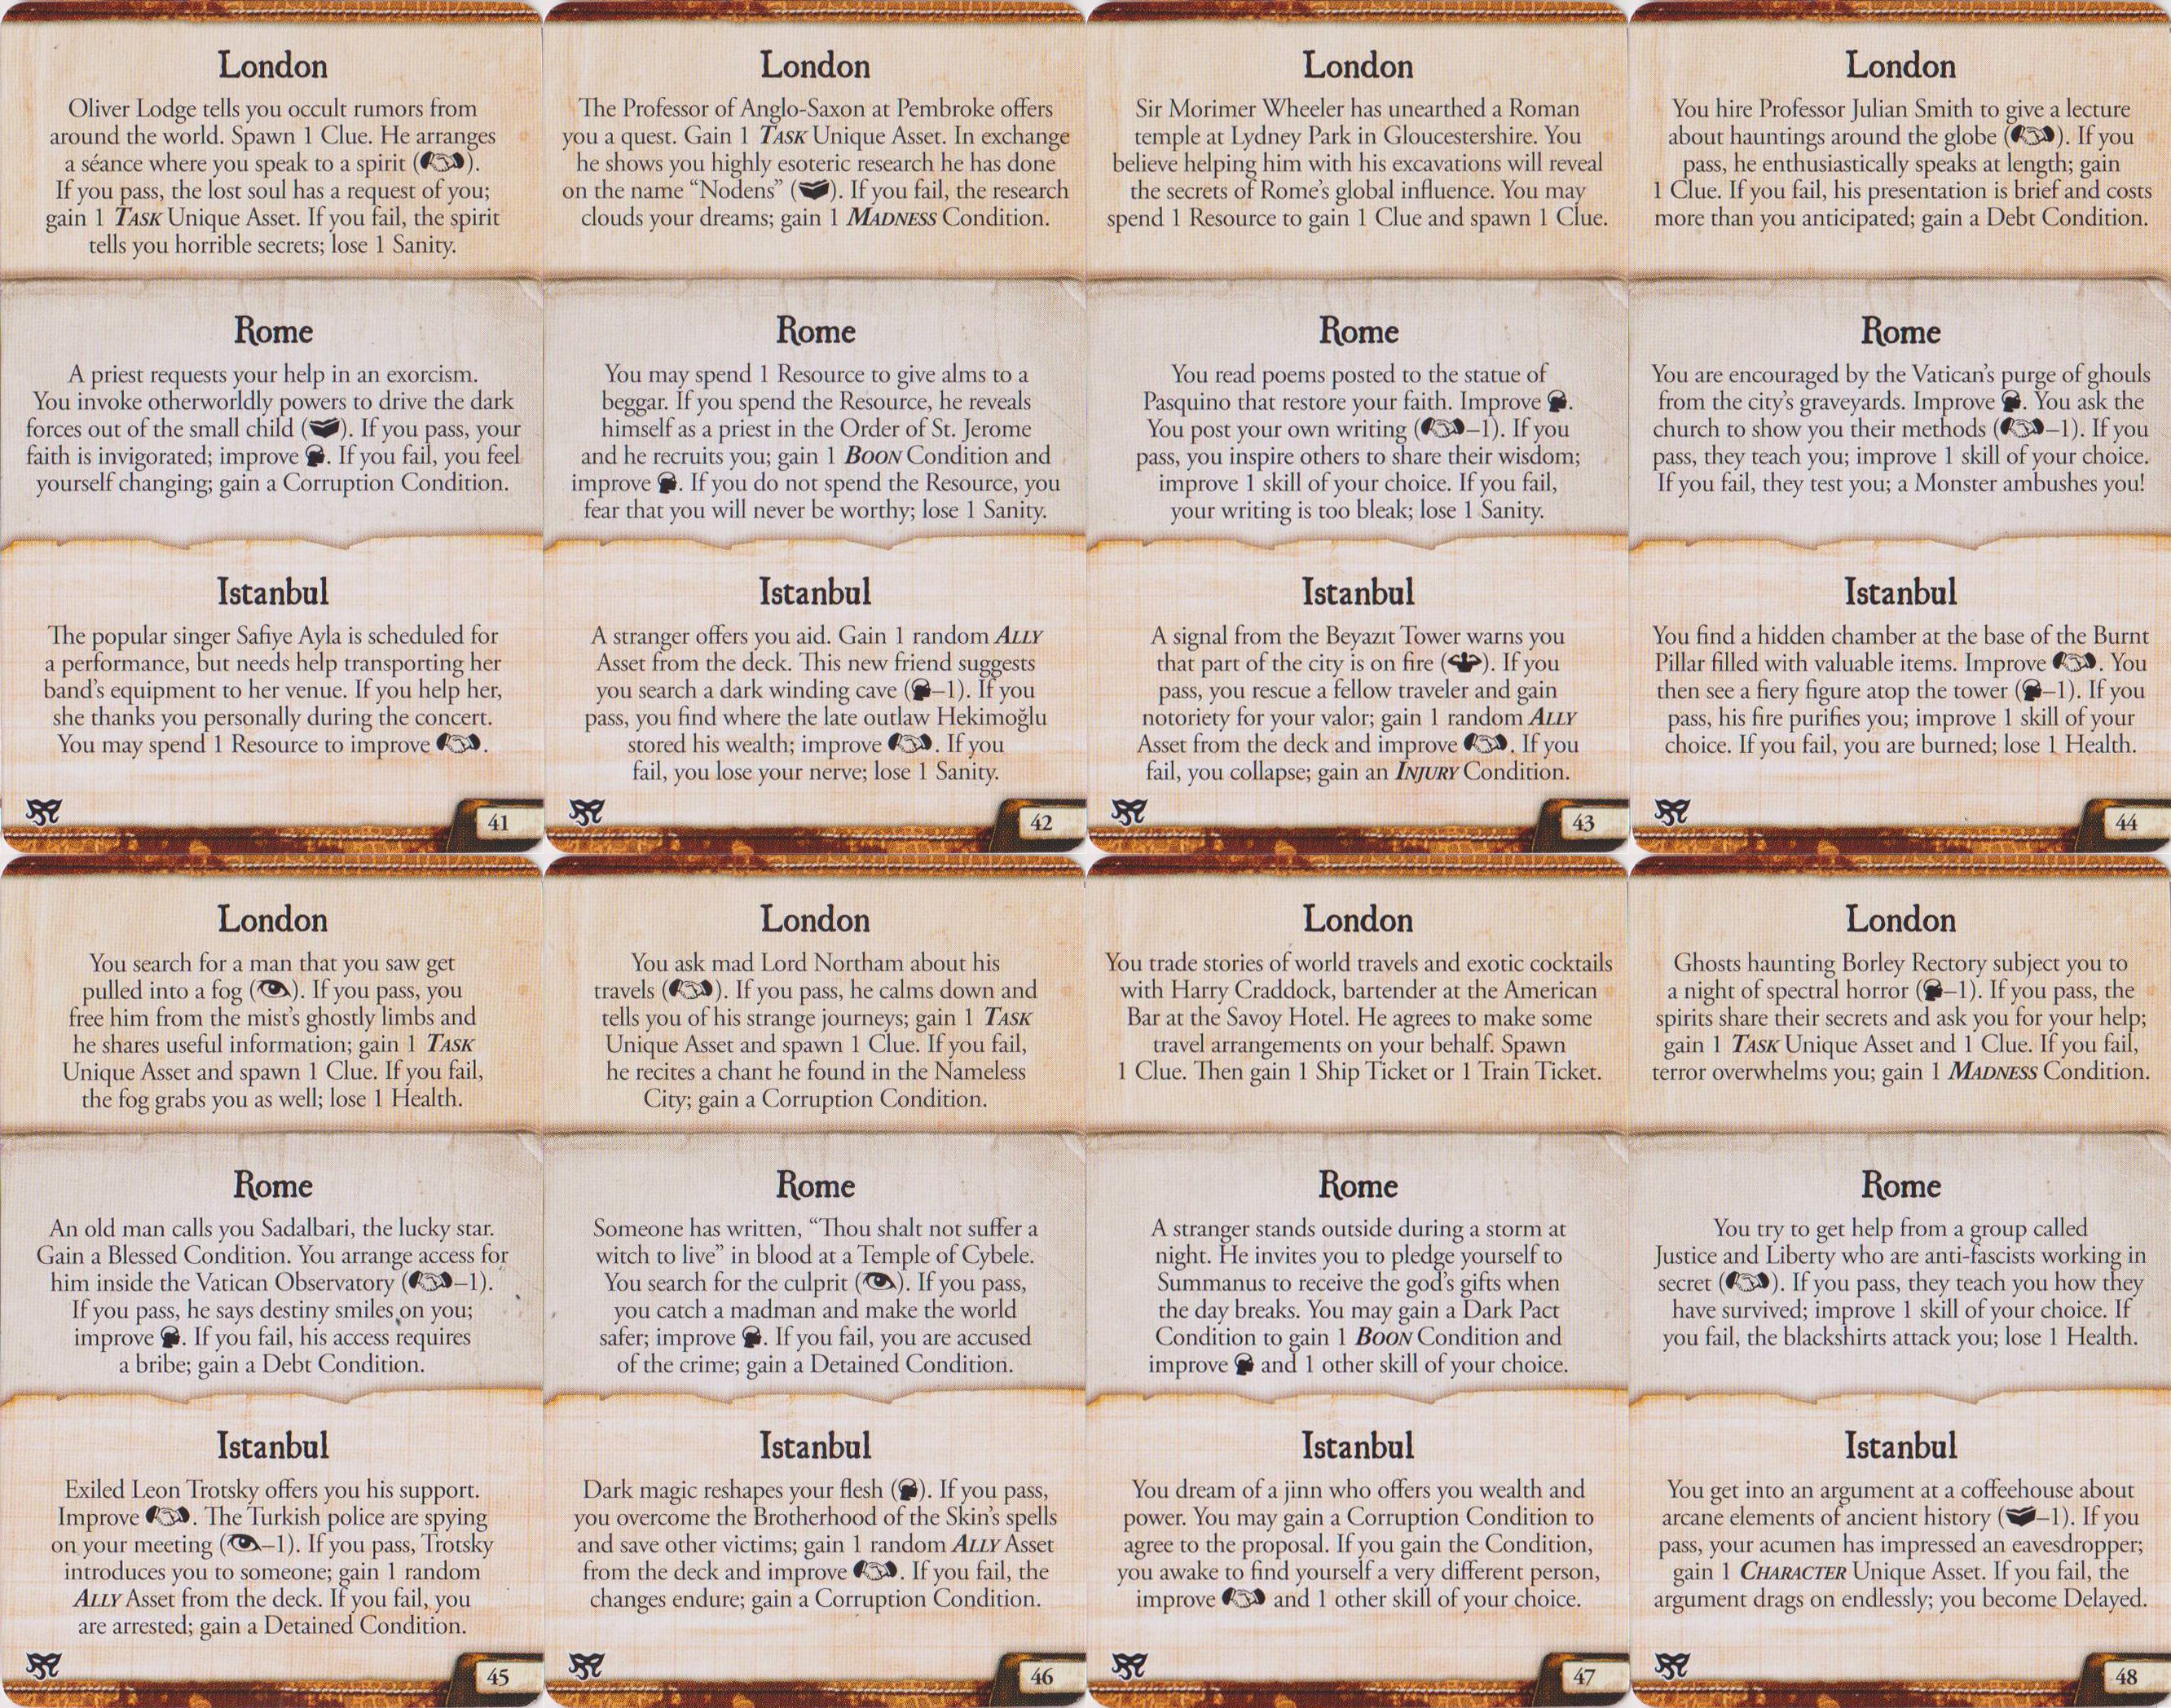 London
Oliver Lodge tells you occult rumors from
around the world. Spawn 1 Clue. He arranges
a séance where you speak to a spirit ().
If you pass, the lost soul has a request of you;
gain 1 TASK Unique Asset. If you fail, the spirit
tells you horrible secrets; lose 1 Sanity.
Rome
A priest requests your help in an exorcism.
You invoke otherworldly powers to drive the dark
forces out of the small child (). If you pass, your
faith is invigorated; improve . If you fail, you feel
yourself changing; gain a Corruption Condition.
Istanbul
The popular singer Safiye Ayla is scheduled for
a performance, but needs help transporting her
band's equipment to her venue. If you help her,
she thanks you personally during the concert.
You may spend 1 Resource to improve .
41
London
The Professor of Anglo-Saxon at Pembroke offers
you a quest. Gain 1 TASK Unique Asset. In exchange
he shows you highly esoteric research he has done
on the name “Nodens” (). If you fail, the research
clouds your dreams; gain 1 MADNESS Condition.
Rome
You may spend 1 Resource to give alms to a
beggar. If you spend the Resource, he reveals
himself as a priest in the Order of St. Jerome
and he recruits you; gain 1 BOON Condition and
improve . If you do not spend the Resource, you
fear that you will never be worthy; lose 1 Sanity.
Istanbul
A stranger offers you aid. Gain 1 random ALLY
Asset from the deck. This new friend suggests
you search a dark winding cave (–1). If you
pass, you find where the late outlaw Hekimoğlu
stored his wealth; improve . If you
fail, you lose your nerve; lose 1 Sanity.
42
London
Sir Morimer Wheeler has unearthed a Roman
temple at Lydney Park in Gloucestershire. You
believe helping him with his excavations will reveal
the secrets of Rome's global influence. You may
spend 1 Resource to gain 1 Clue and spawn 1 Clue.
Rome
You read poems posted to the statue of
Pasquino that restore your faith. Improve .
You post your own writing (–1). If you
pass, you inspire others to share their wisdom;
improve 1 skill of your choice. If you fail,
your writing is too bleak; lose 1 Sanity.
Istanbul
A signal from the Beyazıt Tower warns you
that part of the city is on fire (). If you
pass, you rescue a fellow traveler and gain
notoriety for your valor; gain 1 random ALLY
Asset from the deck and improve . If you
fail, you collapse; gain an INJURY Condition.
43
London
You hire Professor Julian Smith to give a lecture
about hauntings around the globe (). If you
pass, he enthusiastically speaks at length; gain
1 Clue. If you fail, his presentation is brief and costs
more than you anticipated; gain a Debt Condition.
Rome
You are encouraged by the Vatican's purge of ghouls
from the city's graveyards. Improve . You ask the
church to show you their methods (–1). If you
pass, they teach you; improve 1 skill of your choice.
If you fail, they test you; a Monster ambushes you!
Istanbul
You find a hidden chamber at the base of the Burnt
Pillar filled with valuable items. Improve . You
then see a fiery figure atop the tower (–1). If you
pass, his fire purifies you; improve 1 skill of your
choice. If you fail, you are burned; lose 1 Health.
44
London
You search for a man that you saw get
pulled into a fog (). If you pass, you
free him from the mist's ghostly limbs and
he shares useful information; gain 1 TASK
Unique Asset and spawn 1 Clue. If you fail,
the fog grabs you as well; lose 1 Health.
Rome
An old man calls you Sadalbari, the lucky star.
Gain a Blessed Condition. You arrange access for
him inside the Vatican Observatory (–1).
If you pass, he says destiny smiles on you;
improve . If you fail, his access requires
a bribe; gain a Debt Condition.
Istanbul
Exiled Leon Trotsky offers you his support.
Improve . The Turkish police are spying
on your meeting (–1). If you pass, Trotsky
introduces you to someone; gain 1 random
ALLY Asset from the deck. If you fail, you
are arrested; gain a Detained Condition.
45
London
You ask mad Lord Northam about his
travels (). If you pass, he calms down and
tells you of his strange journeys; gain 1 TASK
Unique Asset and spawn 1 Clue. If you fail,
he recites a chant he found in the Nameless
City; gain a Corruption Condition.
Rome
Someone has written, “Thou shalt not suffer a
witch to live” in blood at a Temple of Cybele.
You search for the culprit (). If you pass,
you catch a madman and make the world
safer; improve . If you fail, you are accused
of the crime; gain a Detained Condition.
Istanbul
Dark magic reshapes your flesh (). If you pass,
you overcome the Brotherhood of the Skin's spells
and save other victims; gain 1 random ALLY Asset
from the deck and improve . If you fail, the
changes endure; gain a Corruption Condition.
46
London
You trade stories of world travels and exotic cocktails
with Harry Craddock, bartender at the American
Bar at the Savoy Hotel. He agrees to make some
travel arrangements on your behalf. Spawn
1 Clue. Then gain 1 Ship Ticket or 1 Train Ticket.
Rome
A stranger stands outside during a storm at
night. He invites you to pledge yourself to
Summanus to receive the god's gifts when
the day breaks. You may gain a Dark Pact
Condition to gain 1 BOON Condition and
improve  and 1 other skill of your choice.
Istanbul
You dream of a jinn who offers you wealth and
power. You may gain a Corruption Condition to
agree to the proposal. If you gain the Condition,
you awake to find yourself a very different person,
improve  and 1 other skill of your choice.
47
London
Ghosts haunting Borley Rectory subject you to
a night of spectral horror (–1). If you pass, the
spirits share their secrets and ask you for your help;
gain 1 TASK Unique Asset and 1 Clue. If you fail,
terror overwhelms you; gain 1 MADNESS Condition.
Rome
You try to get help from a group called
Justice and Liberty who are anti-fascists working in
secret (). If you pass, they teach you how they
have survived; improve 1 skill of your choice. If
you fail, the blackshirts attack you; lose 1 Health.
Istanbul
You get into an argument at a coffeehouse about
arcane elements of ancient history (–1). If you
pass, your acumen has impressed an eavesdropper;
gain 1 CHARACTER Unique Asset. If you fail, the
argument drags on endlessly; you become Delayed.
48